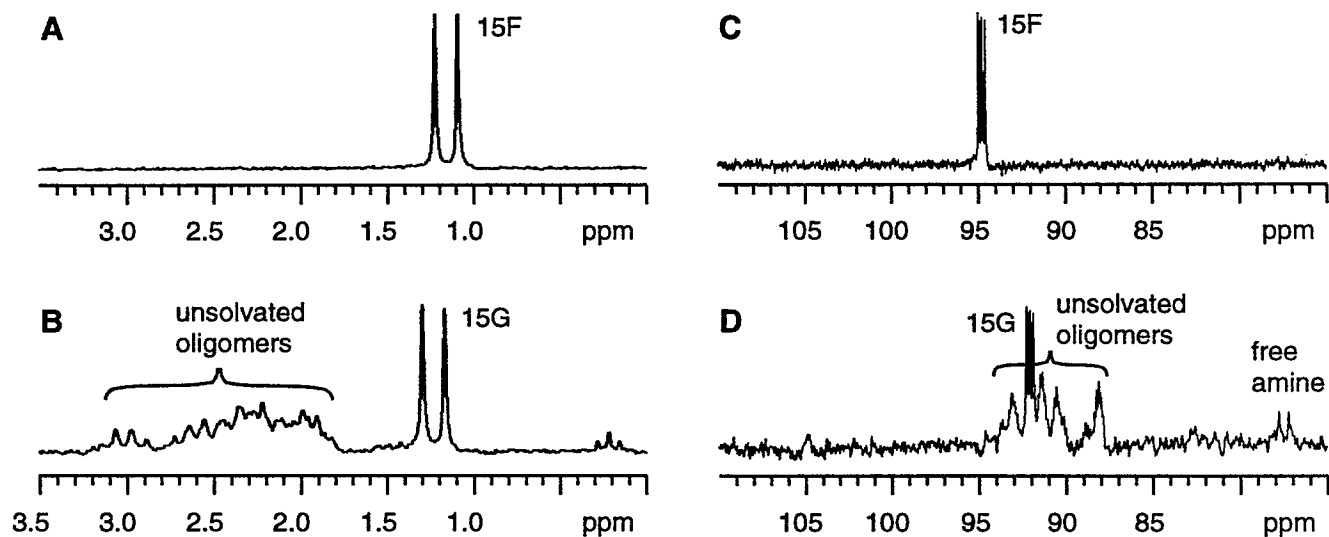 A
15F
3.0 2.5 2.0 1.5 1.0 ppm
B
unsolvated
oligomers
15G
3.5 3.0 2.5 2.0 1.5 1.0 ppm
C
15F
105 100 95 90 85 ppm
D
15G
unsolvated
oligomers
free
amine
105 100 95 90 85 ppm